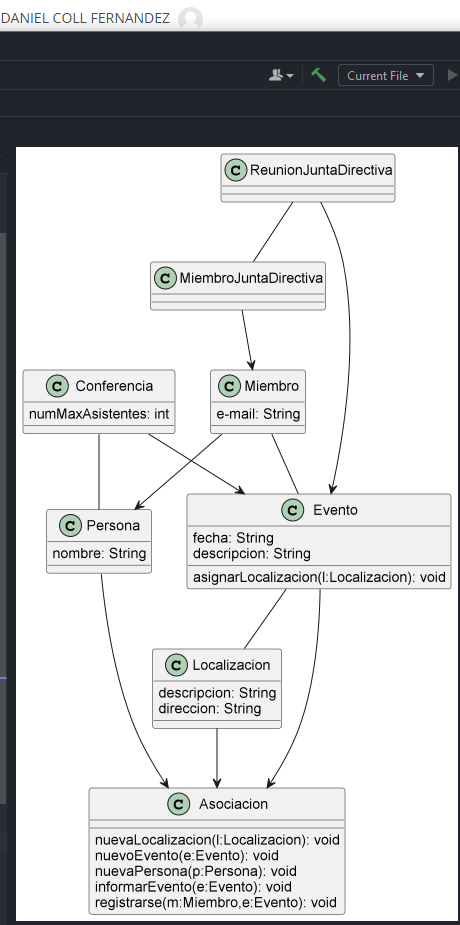 DANIEL COLL FERNANDEZ
Current File
C ReunionJuntaDirectiva
C MiembroJuntaDirectiva
C Conferencia
numMaxAsistentes: int
C Miembro
e-mail: String
C Persona
nombre: String
C Evento
fecha: String
descripcion: String
asignarLocalizacion(l:Localizacion): void
C Localizacion
descripcion: String
direccion: String
C Asociacion
nuevaLocalizacion(l:Localizacion): void
nuevoEvento(e:Evento): void
nuevaPersona(p:Persona): void
informarEvento(e:Evento): void
registrarse(m:Miembro,e:Evento): void